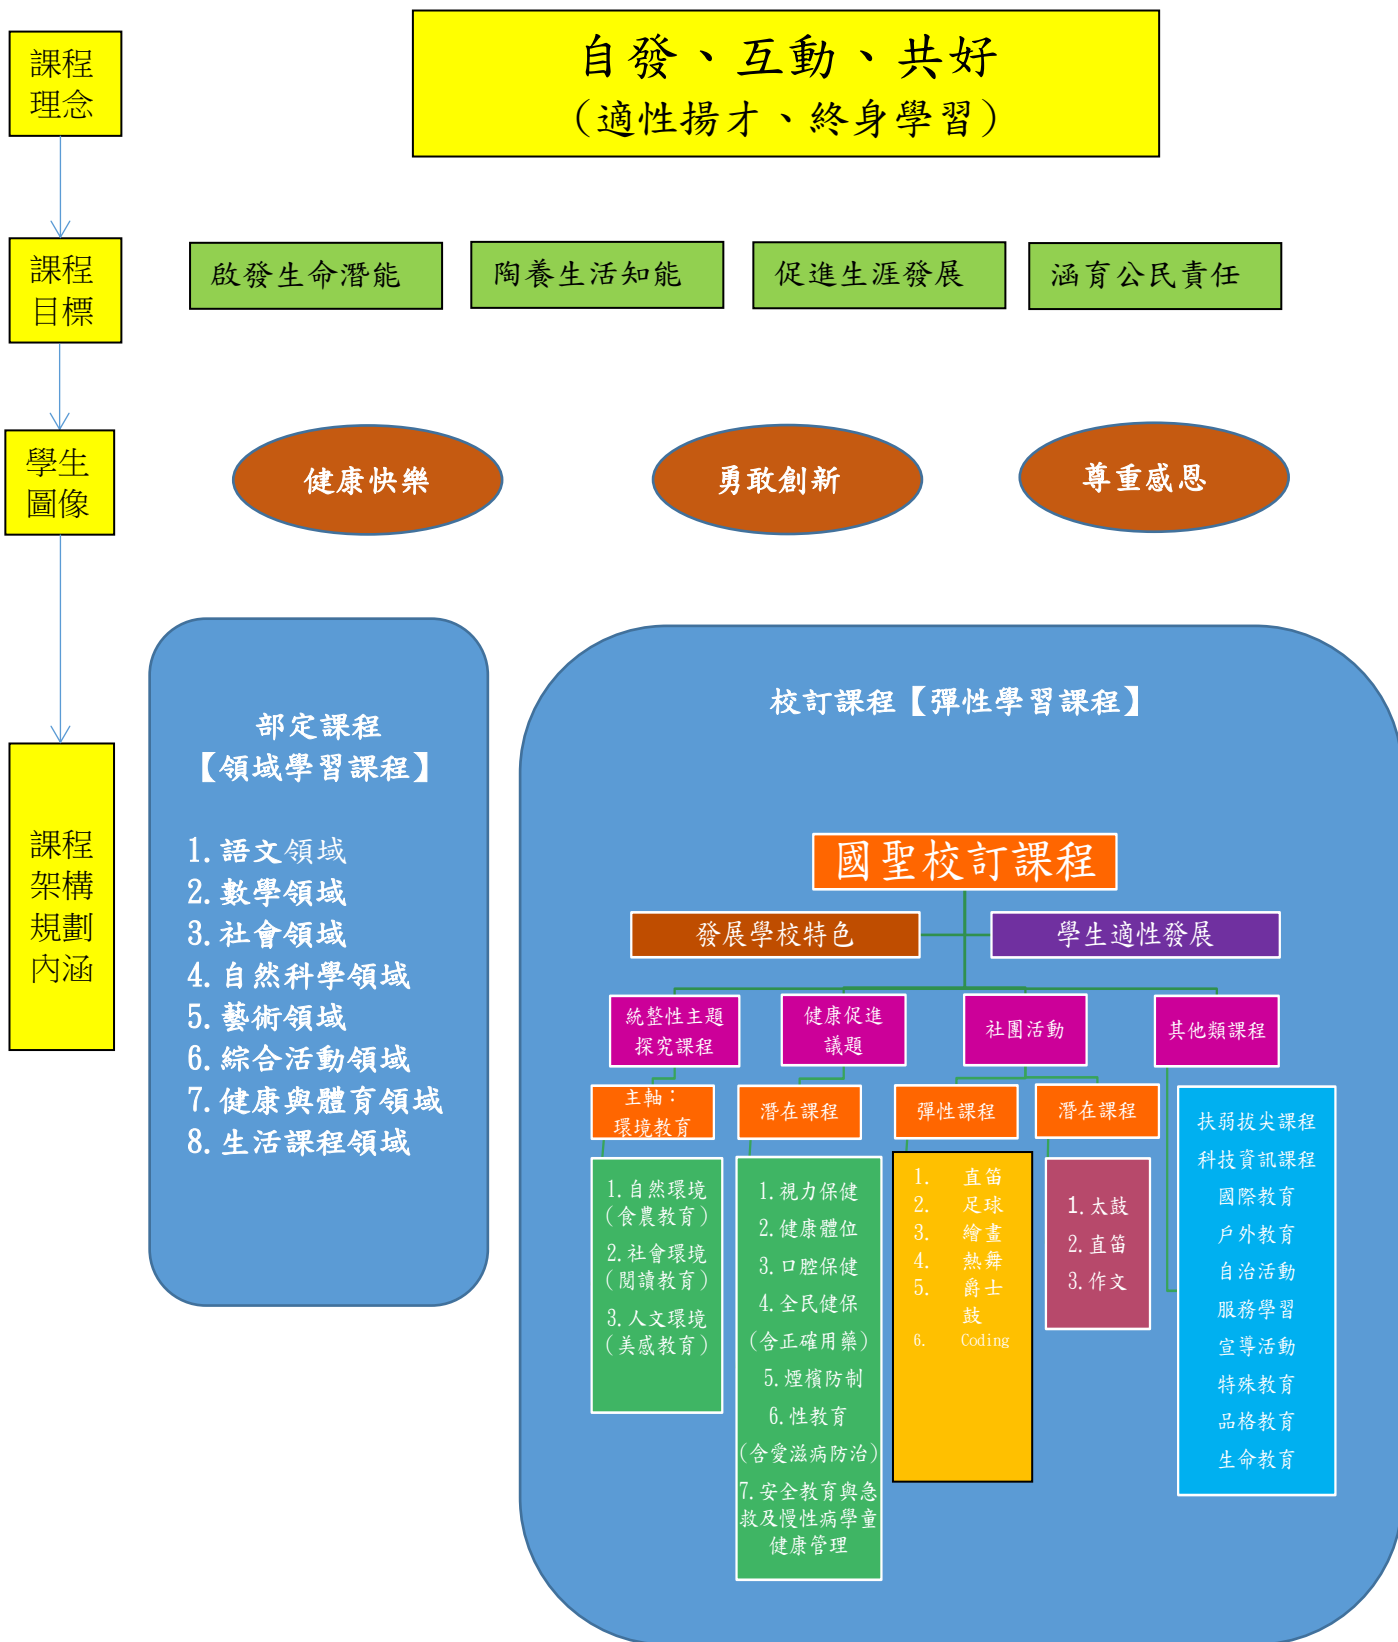 課程
理念
自發、互動、共好
（適性揚才、終身學習）
課程
目標
啟發生命潛能
陶養生活知能
促進生涯發展
涵育公民責任
學生
圖像
健康快樂
勇敢創新
尊重感恩
課程
架構
規劃
內涵
部定課程
【領域學習課程】
1.語文領域
2.數學領域
3.社會領域
4.自然科學領域
5.藝術領域
6.綜合活動領域
7.健康與體育領域
8.生活課程領域
校訂課程【彈性學習課程】
國聖校訂課程
發展學校特色
學生適性發展
統整性主題
探究課程
主軸：
環境教育
1.自然環境
(食農教育)
2.社會環境
(閱讀教育)
3.人文環境
(美感教育)
健康促進
議題
潛在課程
1.視力保健
2.健康體位
3.口腔保健
4.全民健保
(含正確用藥)
5.煙檳防制
6.性教育
(含愛滋病防治)
7.安全教育與急
救及慢性病學童
健康管理
社團活動
彈性課程
1. 直笛
2. 足球
3. 繪畫
4. 熱舞
5. 爵士
鼓
6. Coding
潛在課程
1.太鼓
2.直笛
3.作文
其他類課程
扶弱拔尖課程
科技資訊課程
國際教育
戶外教育
自治活動
服務學習
宣導活動
特殊教育
品格教育
生命教育